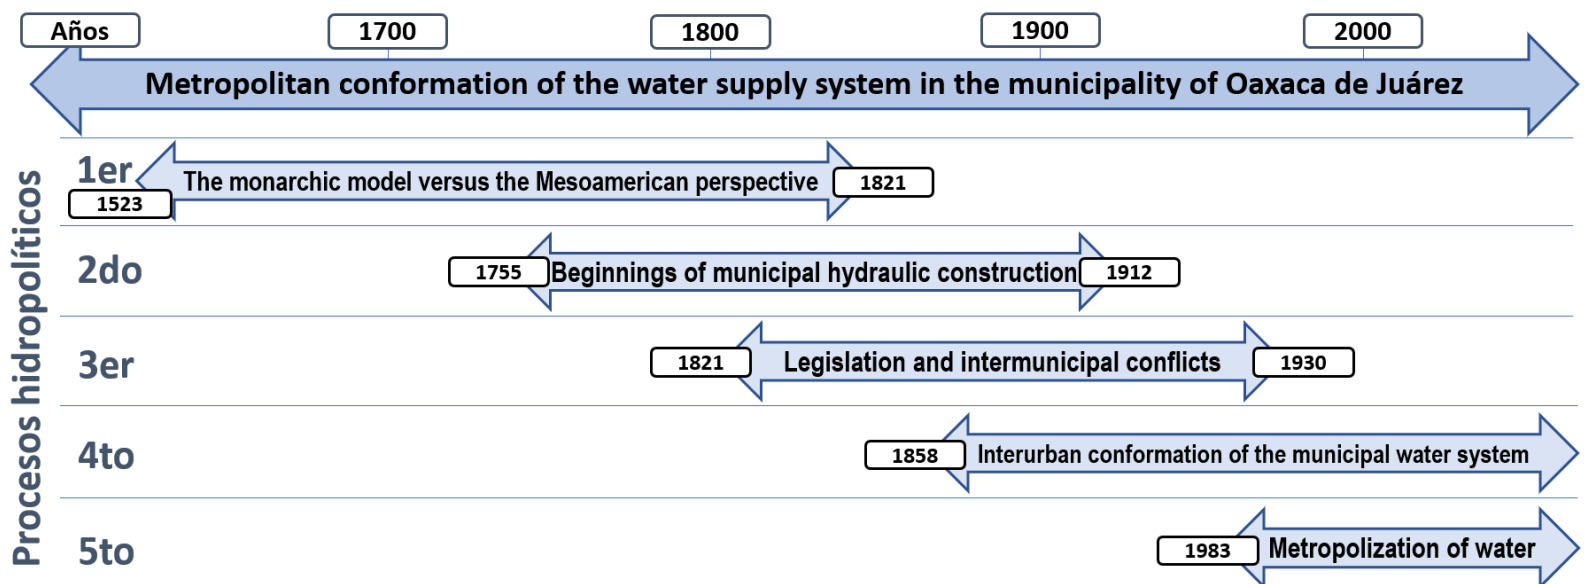 Años
1700
1800
1900
2000
Metropolitan conformation of the water supply system in the municipality of Oaxaca de Juárez
Procesos hidropolíticos
1er
The monarchic model versus the Mesoamerican perspective
1523
1821
2do
1755
Beginnings of municipal hydraulic construction
1912
3er
1821
Legislation and intermunicipal conflicts
1930
4to
1858
Interurban conformation of the municipal water system
5to
1983
Metropolization of water